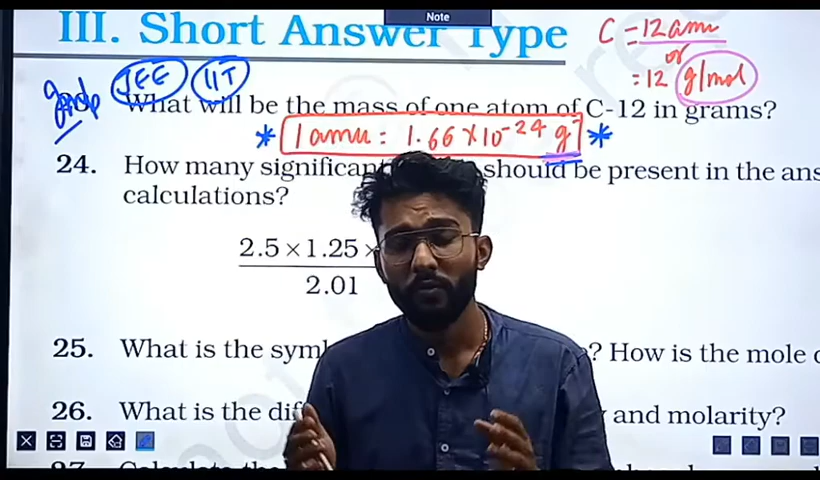 Note
III. Short Answer Type
C = 12 amu
or
= 12 g/mol
JEE IIT
What will be the mass of one atom of C-12 in grams?
* 1 amu = 1.66 × 10⁻²⁴ g *
24. How many significant should be present in the ans
calculations?
2.5 × 1.25 ×
2.01
25. What is the sym ? How is the mole
26. What is the dif and molarity?
27. Calculate the